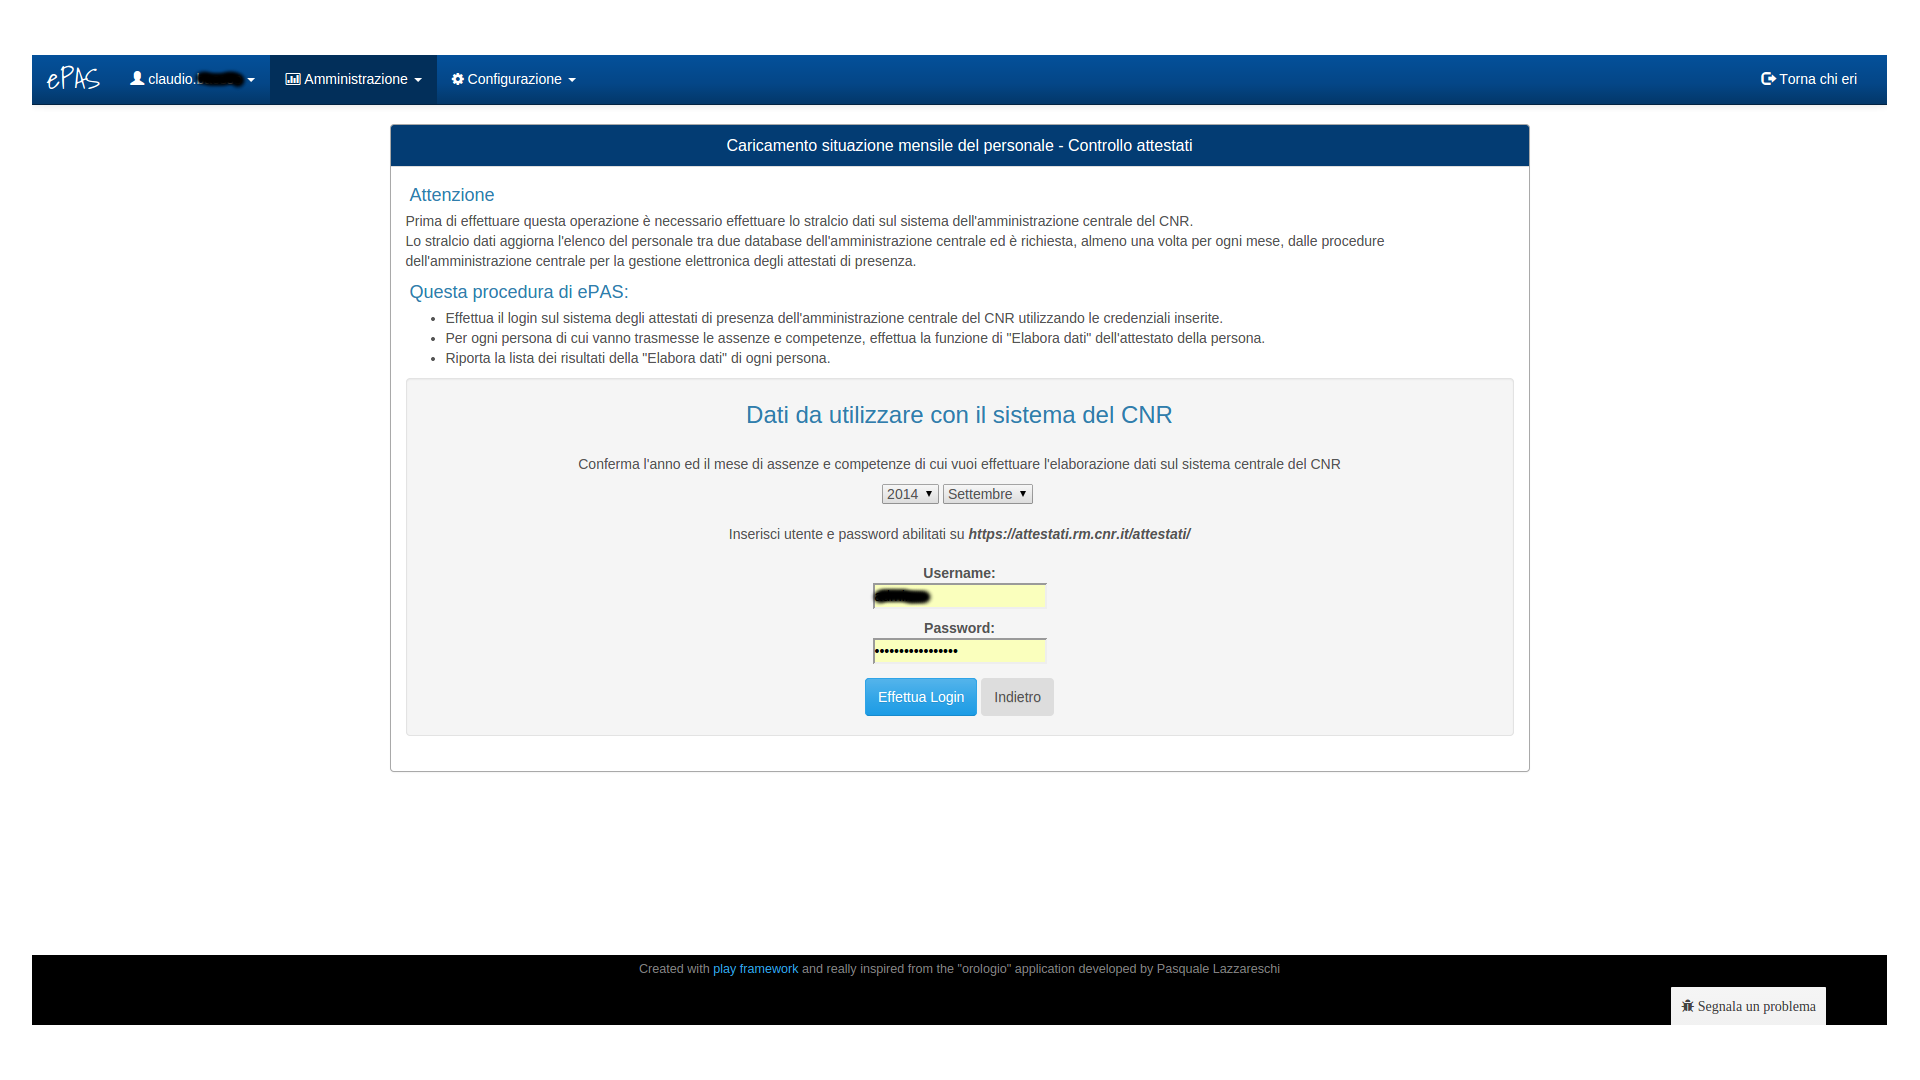 ePAS claudio. Amministrazione Configurazione Torna chi eri
Caricamento situazione mensile del personale - Controllo attestati
Attenzione
Prima di effettuare questa operazione è necessario effettuare lo stralcio dati sul sistema dell'amministrazione centrale del CNR.
Lo stralcio dati aggiorna l'elenco del personale tra due database dell'amministrazione centrale ed è richiesta, almeno una volta per ogni mese, dalle procedure
dell'amministrazione centrale per la gestione elettronica degli attestati di presenza.
Questa procedura di ePAS:
• Effettua il login sul sistema degli attestati di presenza dell'amministrazione centrale del CNR utilizzando le credenziali inserite.
• Per ogni persona di cui vanno trasmesse le assenze e competenze, effettua la funzione di "Elabora dati" dell'attestato della persona.
• Riporta la lista dei risultati della "Elabora dati" di ogni persona.
Dati da utilizzare con il sistema del CNR
Conferma l'anno ed il mese di assenze e competenze di cui vuoi effettuare l'elaborazione dati sul sistema centrale del CNR
2014 Settembre
Inserisci utente e password abilitati su https://attestati.rm.cnr.it/attestati/
Username:
Password:
•••••••••••••••••
Effettua Login Indietro
Created with play framework and really inspired from the "orologio" application developed by Pasquale Lazzareschi
Segnala un problema